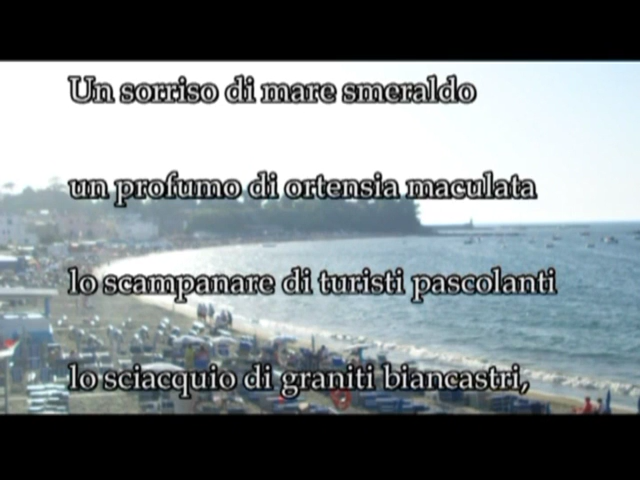 Un sorriso di mare smeraldo
un profumo di ortensia maculata
lo scampanare di turisti pascolanti
lo sciacquio di graniti biancastri,